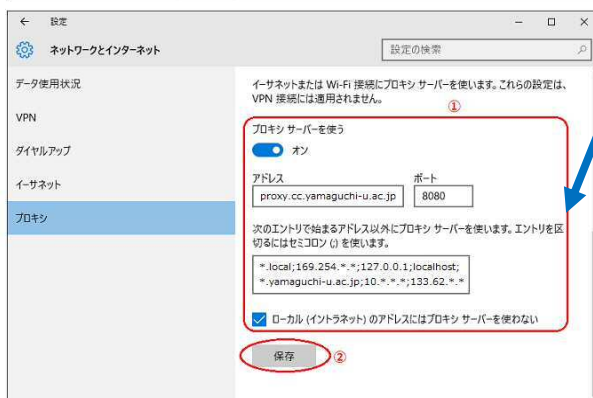 ← 設定
ネットワークとインターネット
設定の検索
データ使用状況
VPN
ダイヤルアップ
イーサネット
プロキシ
イーサネットまたは Wi-Fi 接続にプロキシ サーバーを使います。これらの設定は、
VPN 接続には適用されません。
①
プロキシ サーバーを使う
オン
アドレス ポート
proxy.cc.yamaguchi-u.ac.jp 8080
次のエントリで始まるアドレス以外にプロキシ サーバーを使います。エントリを区
切るにはセミコロン (;) を使います。
*.local;169.254.*.*;127.0.0.1;localhost;
*.yamaguchi-u.ac.jp;10.*.*.*;133.62.*.*
ローカル (イントラネット) のアドレスにはプロキシ サーバーを使わない
保存 ②